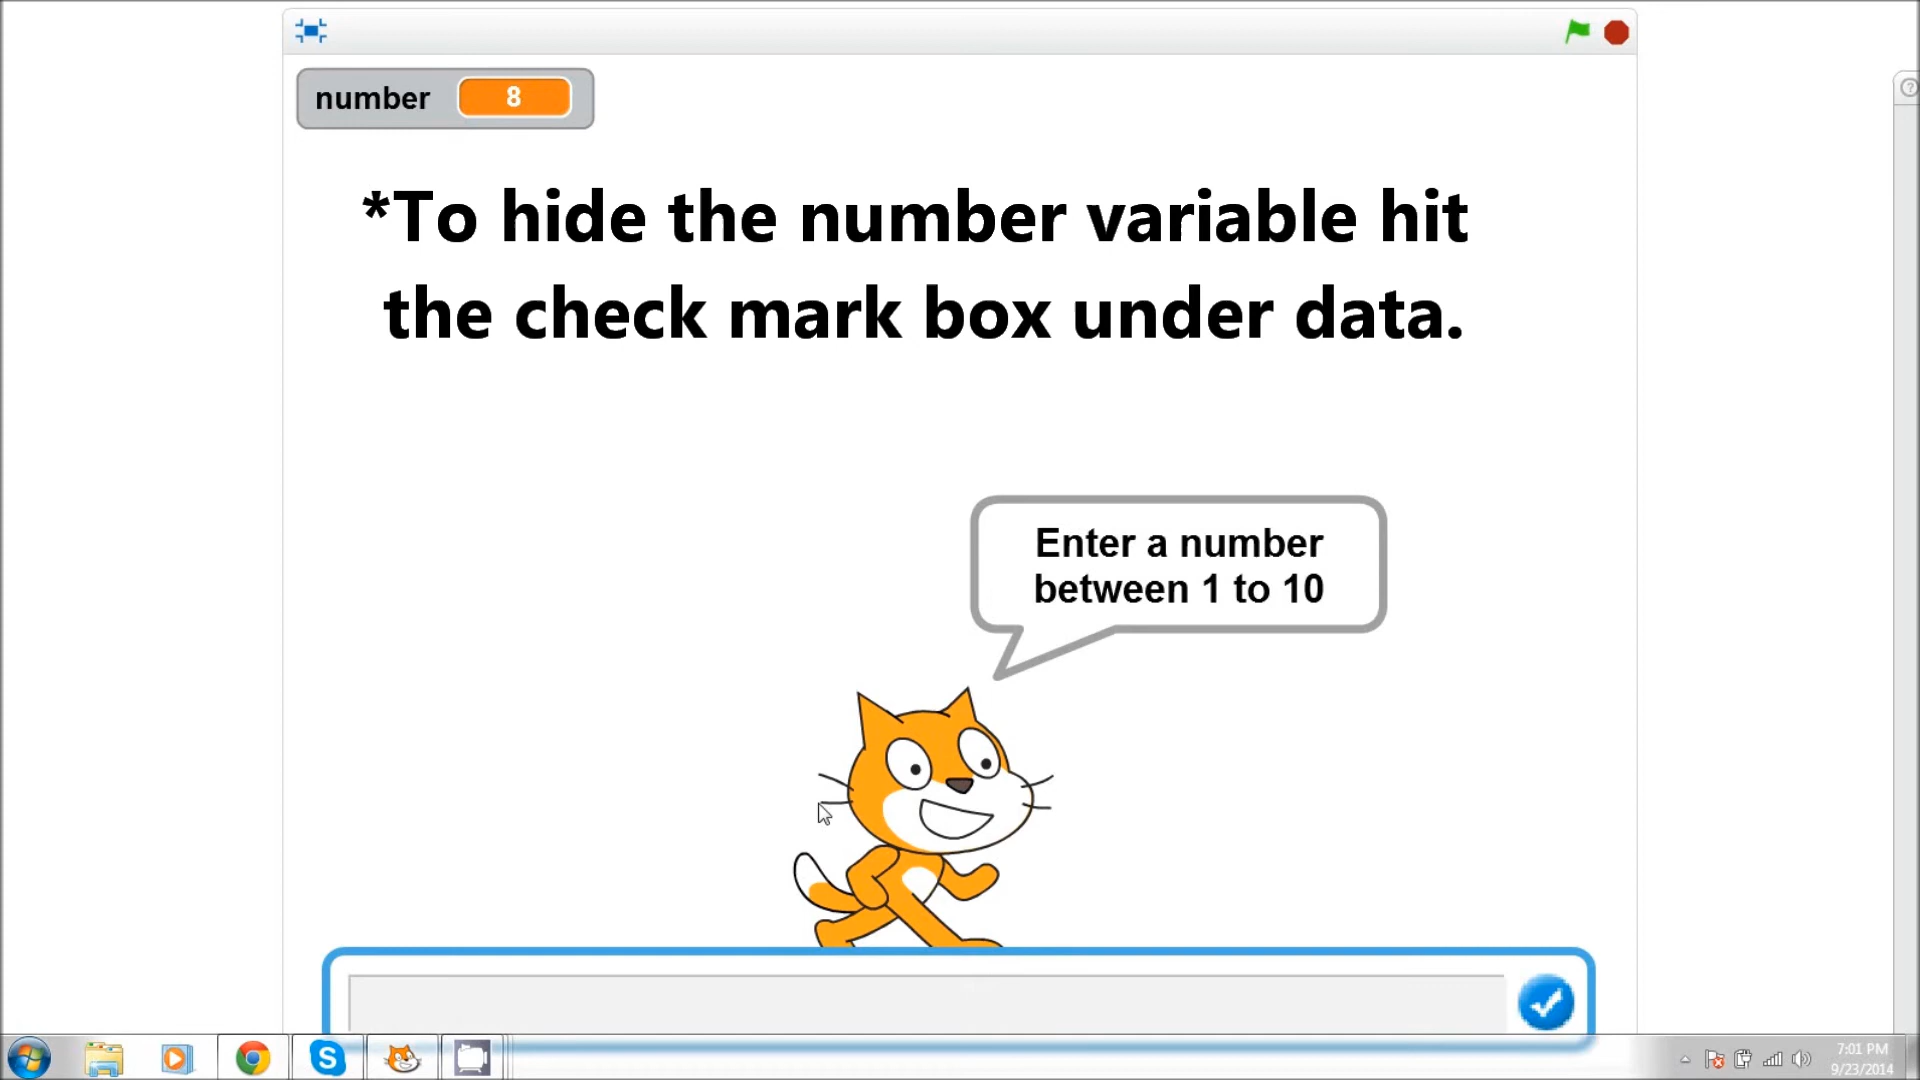 number 8
*To hide the number variable hit
the check mark box under data.
Enter a number
between 1 to 10
7:01 PM
9/23/2014